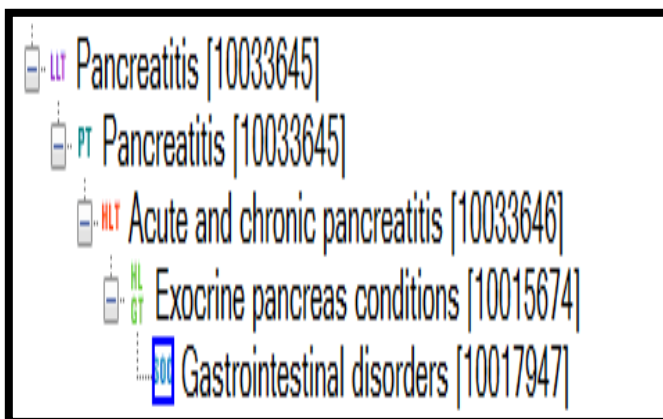 LLT Pancreatitis [10033645]
PT Pancreatitis [10033645]
HLT Acute and chronic pancreatitis [10033646]
HLGT Exocrine pancreas conditions [10015674]
SOC Gastrointestinal disorders [10017947]